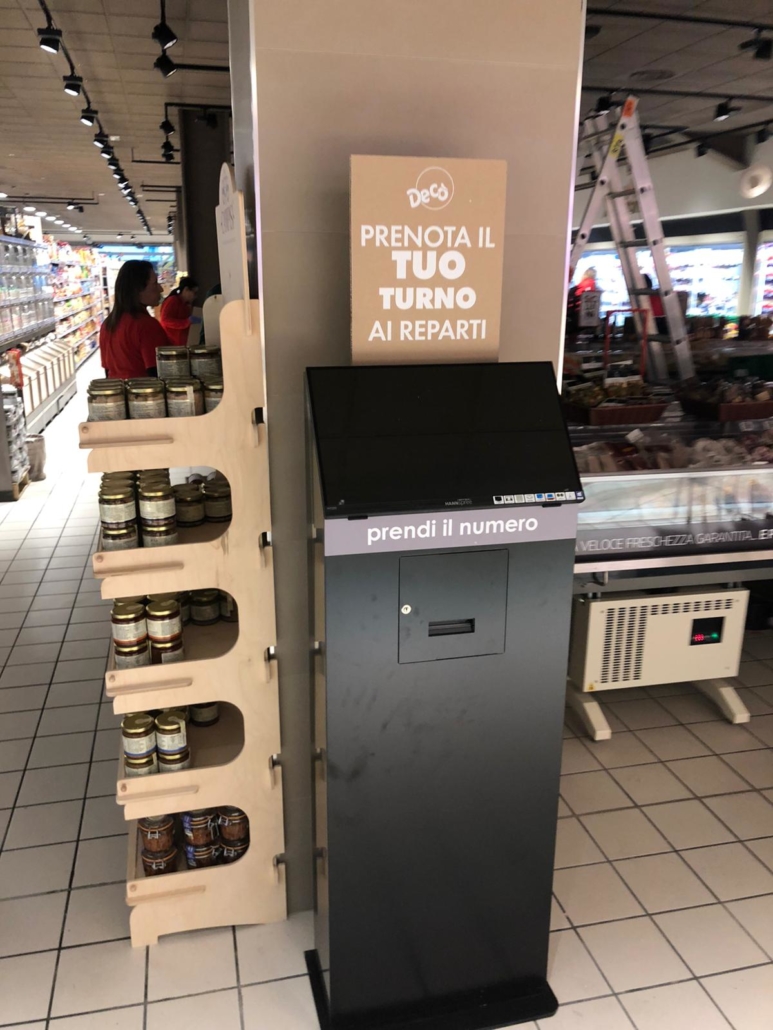 Decò
PRENOTA IL
TUO
TURNO
AI REPARTI
prendi il numero
VELOCE FRESCHEZZA GARANTITA